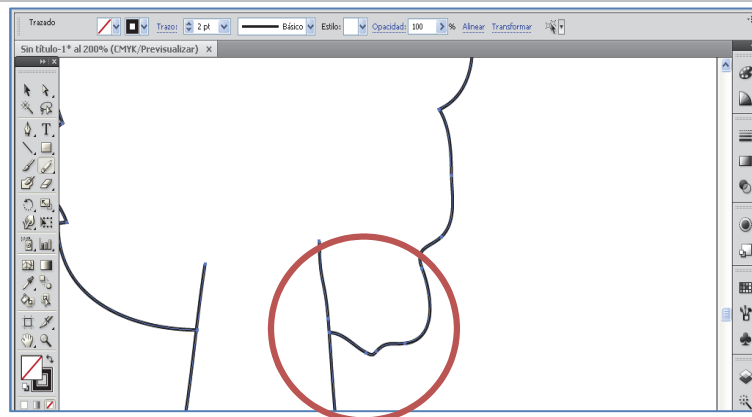 Trazado Trazo: 2 pt Básico Estilo: Opacidad: 100 % Alinear Transformar
Sin título-1* al 200% (CMYK/Previsualizar) x